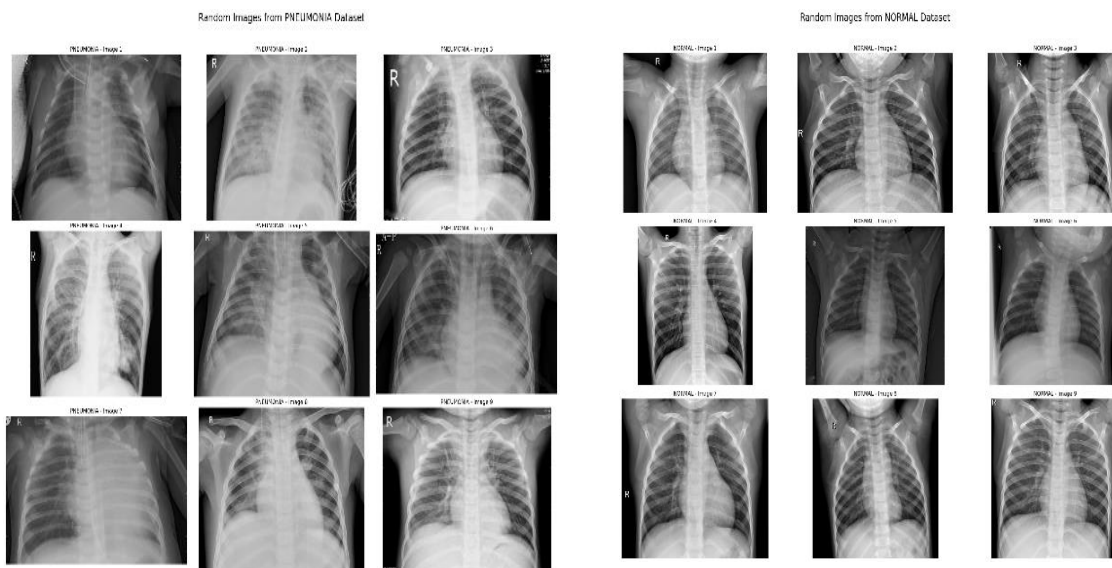 Random Images from PNEUMONIA Dataset
PNEUMONIA - Image 1
PNEUMONIA - Image 2
PNEUMONIA - Image 3
R
R
PNEUMONIA - Image 4
PNEUMONIA - Image 5
PNEUMONIA - Image 6
R
R
R
PNEUMONIA - Image 7
PNEUMONIA - Image 8
PNEUMONIA - Image 9
R
R
R
Random Images from NORMAL Dataset
NORMAL - Image 1
NORMAL - Image 2
NORMAL - Image 3
R
R
R
NORMAL - Image 4
NORMAL - Image 5
NORMAL - Image 6
R
NORMAL - Image 7
NORMAL - Image 8
NORMAL - Image 9
R
R